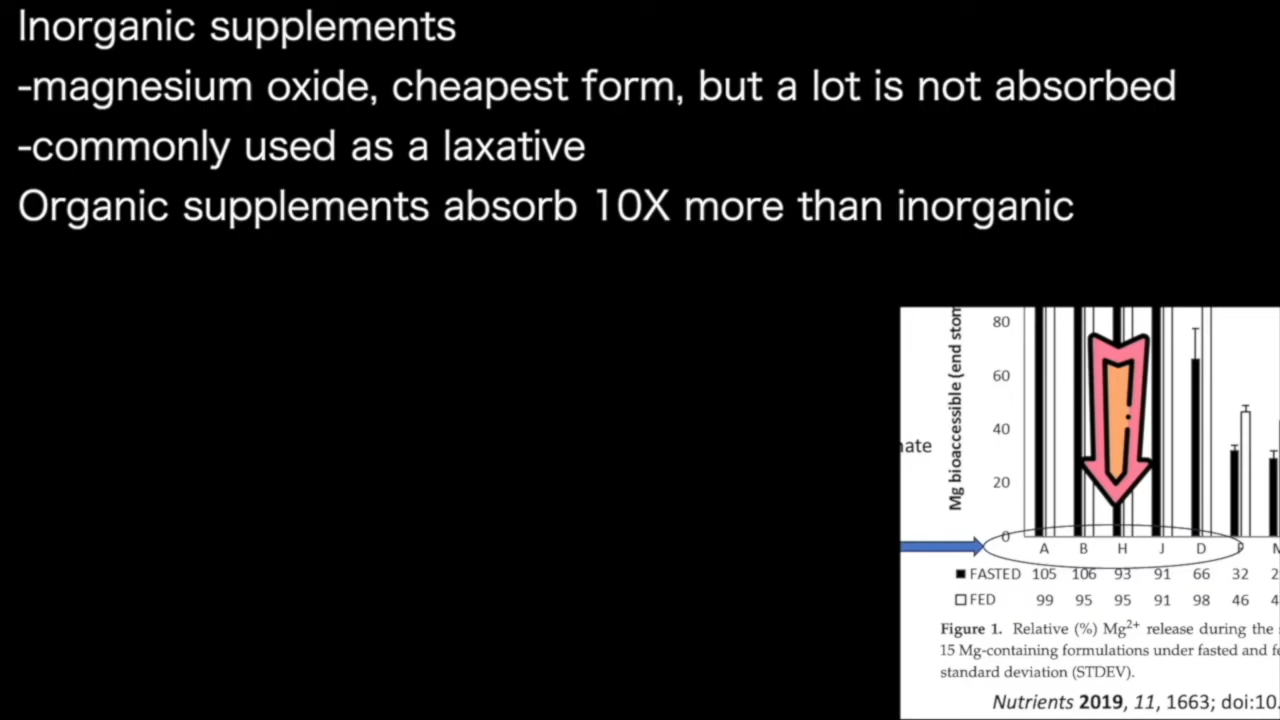 Inorganic supplements
-magnesium oxide, cheapest form, but a lot is not absorbed
-commonly used as a laxative
Organic supplements absorb 10X more than inorganic
Mg bioaccessible (end
80
60
40
20
0
A B H J D
FASTED 105 106 93 91 66 32
FED 99 95 95 91 98 46
Figure 1. Relative (%) Mg2+ release during the
15 Mg-containing formulations under fasted and
standard deviation (STDEV).
Nutrients 2019, 11, 1663; doi:10.